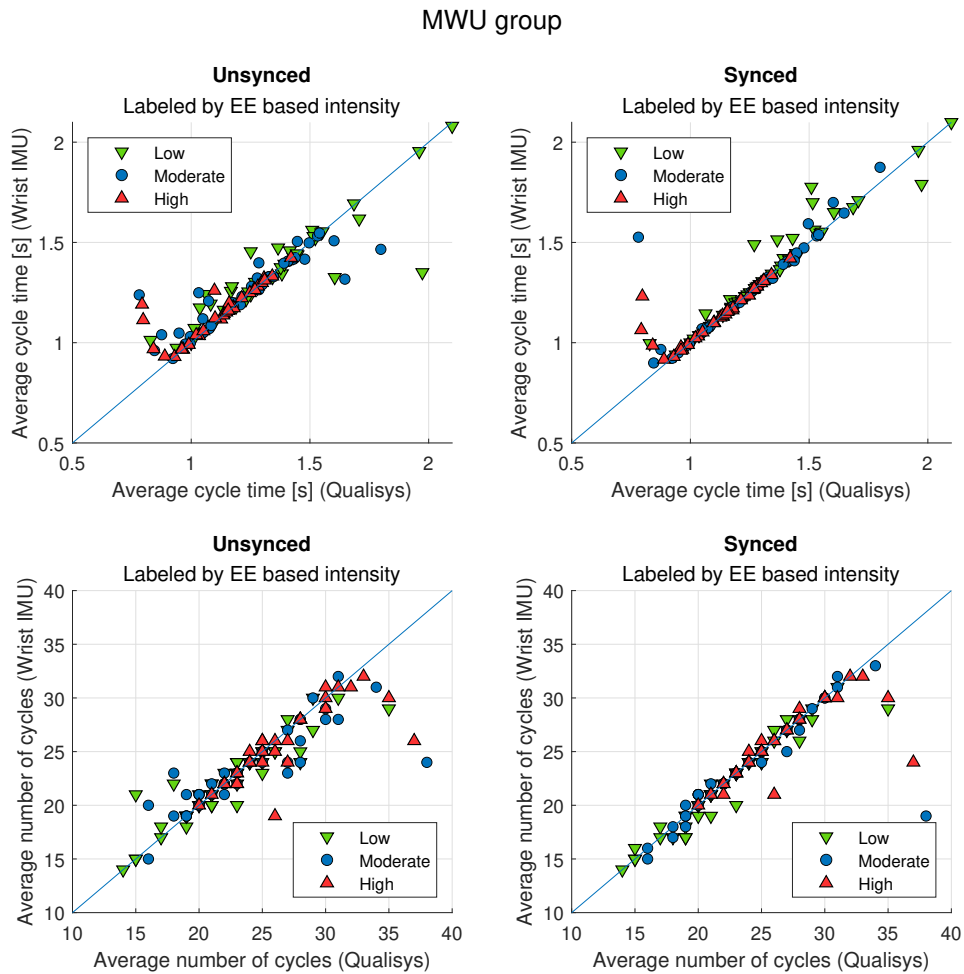 MWU group
Unsynced
Labeled by EE based intensity
Average cycle time [s] (Wrist IMU)
2
1.5
1
0.5
Low
Moderate
High
0.5 1 1.5 2
Average cycle time [s] (Qualisys)
Synced
Labeled by EE based intensity
Average cycle time [s] (Wrist IMU)
2
1.5
1
0.5
Low
Moderate
High
0.5 1 1.5 2
Average cycle time [s] (Qualisys)
Unsynced
Labeled by EE based intensity
Average number of cycles (Wrist IMU)
40
35
30
25
20
15
10
Low
Moderate
High
10 15 20 25 30 35 40
Average number of cycles (Qualisys)
Synced
Labeled by EE based intensity
Average number of cycles (Wrist IMU)
40
35
30
25
20
15
10
Low
Moderate
High
10 15 20 25 30 35 40
Average number of cycles (Qualisys)